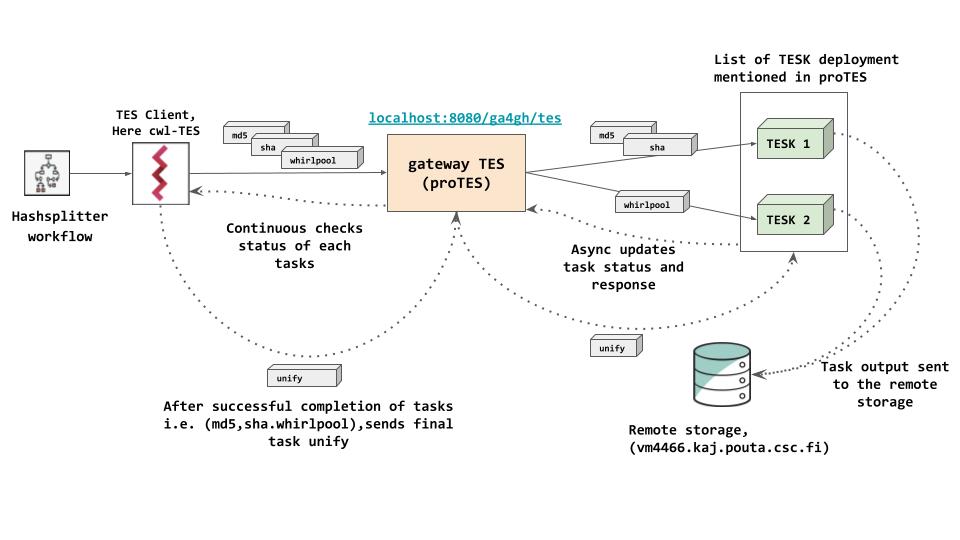 List of TESK deployment
mentioned in proTES
TES Client,
Here cwl-TES
localhost:8080/ga4gh/tes
md5
sha
whirlpool
md5
sha
TESK 1
gateway TES
(proTES)
whirlpool
TESK 2
Hashsplitter
workflow
Continuous checks
status of each
tasks
Async updates
task status and
response
unify
unify
Task output sent
to the remote
storage
After successful completion of tasks
i.e. (md5,sha.whirlpool),sends final
task unify
Remote storage,
(vm4466.kaj.pouta.csc.fi)